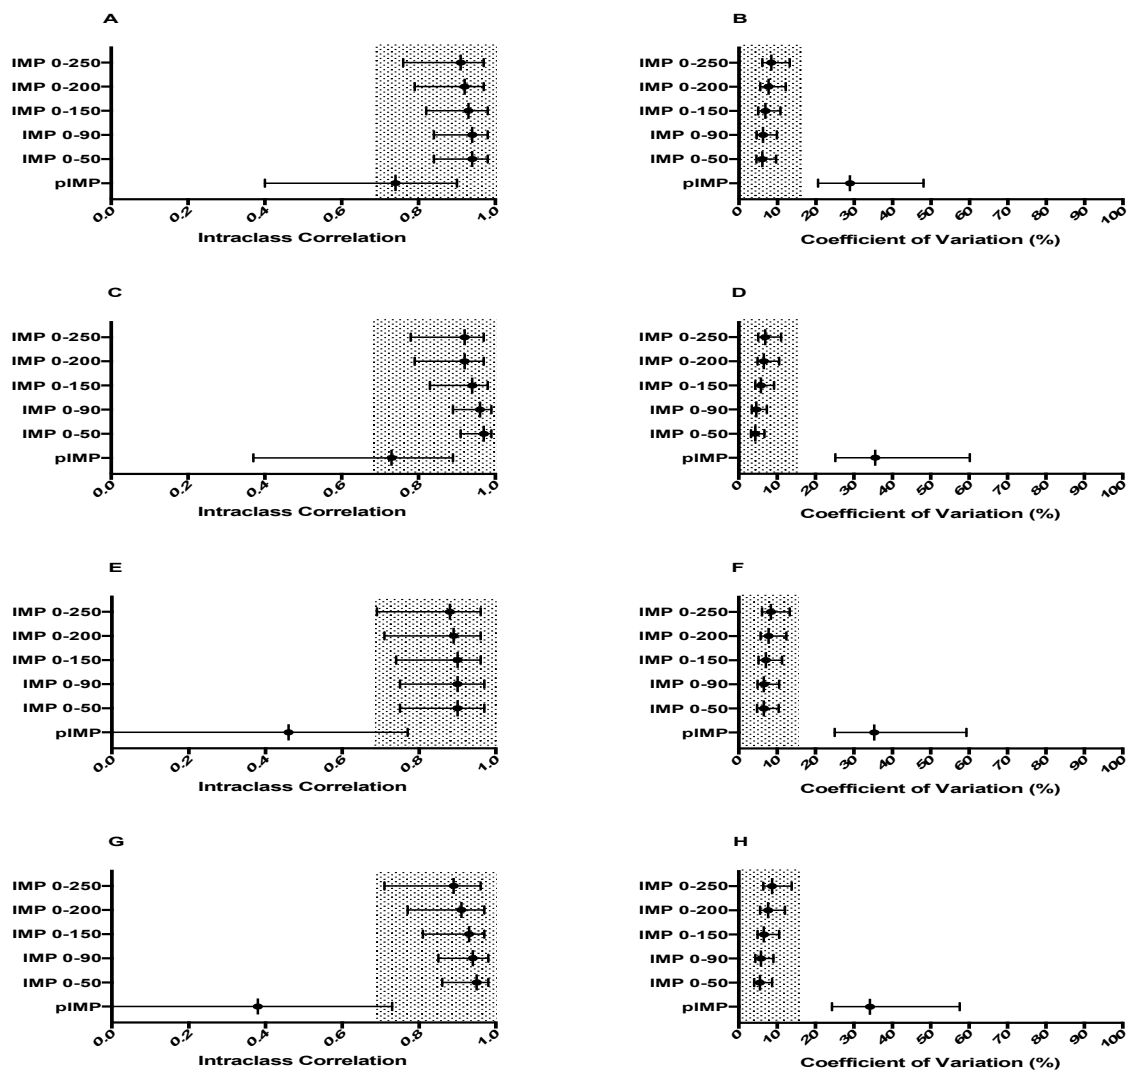 A
IMP 0-250
IMP 0-200
IMP 0-150
IMP 0-90
IMP 0-50
pIMP
0.0 0.2 0.4 0.6 0.8 1.0
Intraclass Correlation
B
IMP 0-250
IMP 0-200
IMP 0-150
IMP 0-90
IMP 0-50
pIMP
0 10 20 30 40 50 60 70 80 90 100
Coefficient of Variation (%)
C
IMP 0-250
IMP 0-200
IMP 0-150
IMP 0-90
IMP 0-50
pIMP
0.0 0.2 0.4 0.6 0.8 1.0
Intraclass Correlation
D
IMP 0-250
IMP 0-200
IMP 0-150
IMP 0-90
IMP 0-50
pIMP
0 10 20 30 40 50 60 70 80 90 100
Coefficient of Variation (%)
E
IMP 0-250
IMP 0-200
IMP 0-150
IMP 0-90
IMP 0-50
pIMP
0.0 0.2 0.4 0.6 0.8 1.0
Intraclass Correlation
F
IMP 0-250
IMP 0-200
IMP 0-150
IMP 0-90
IMP 0-50
pIMP
0 10 20 30 40 50 60 70 80 90 100
Coefficient of Variation (%)
G
IMP 0-250
IMP 0-200
IMP 0-150
IMP 0-90
IMP 0-50
pIMP
0.0 0.2 0.4 0.6 0.8 1.0
Intraclass Correlation
H
IMP 0-250
IMP 0-200
IMP 0-150
IMP 0-90
IMP 0-50
pIMP
0 10 20 30 40 50 60 70 80 90 100
Coefficient of Variation (%)